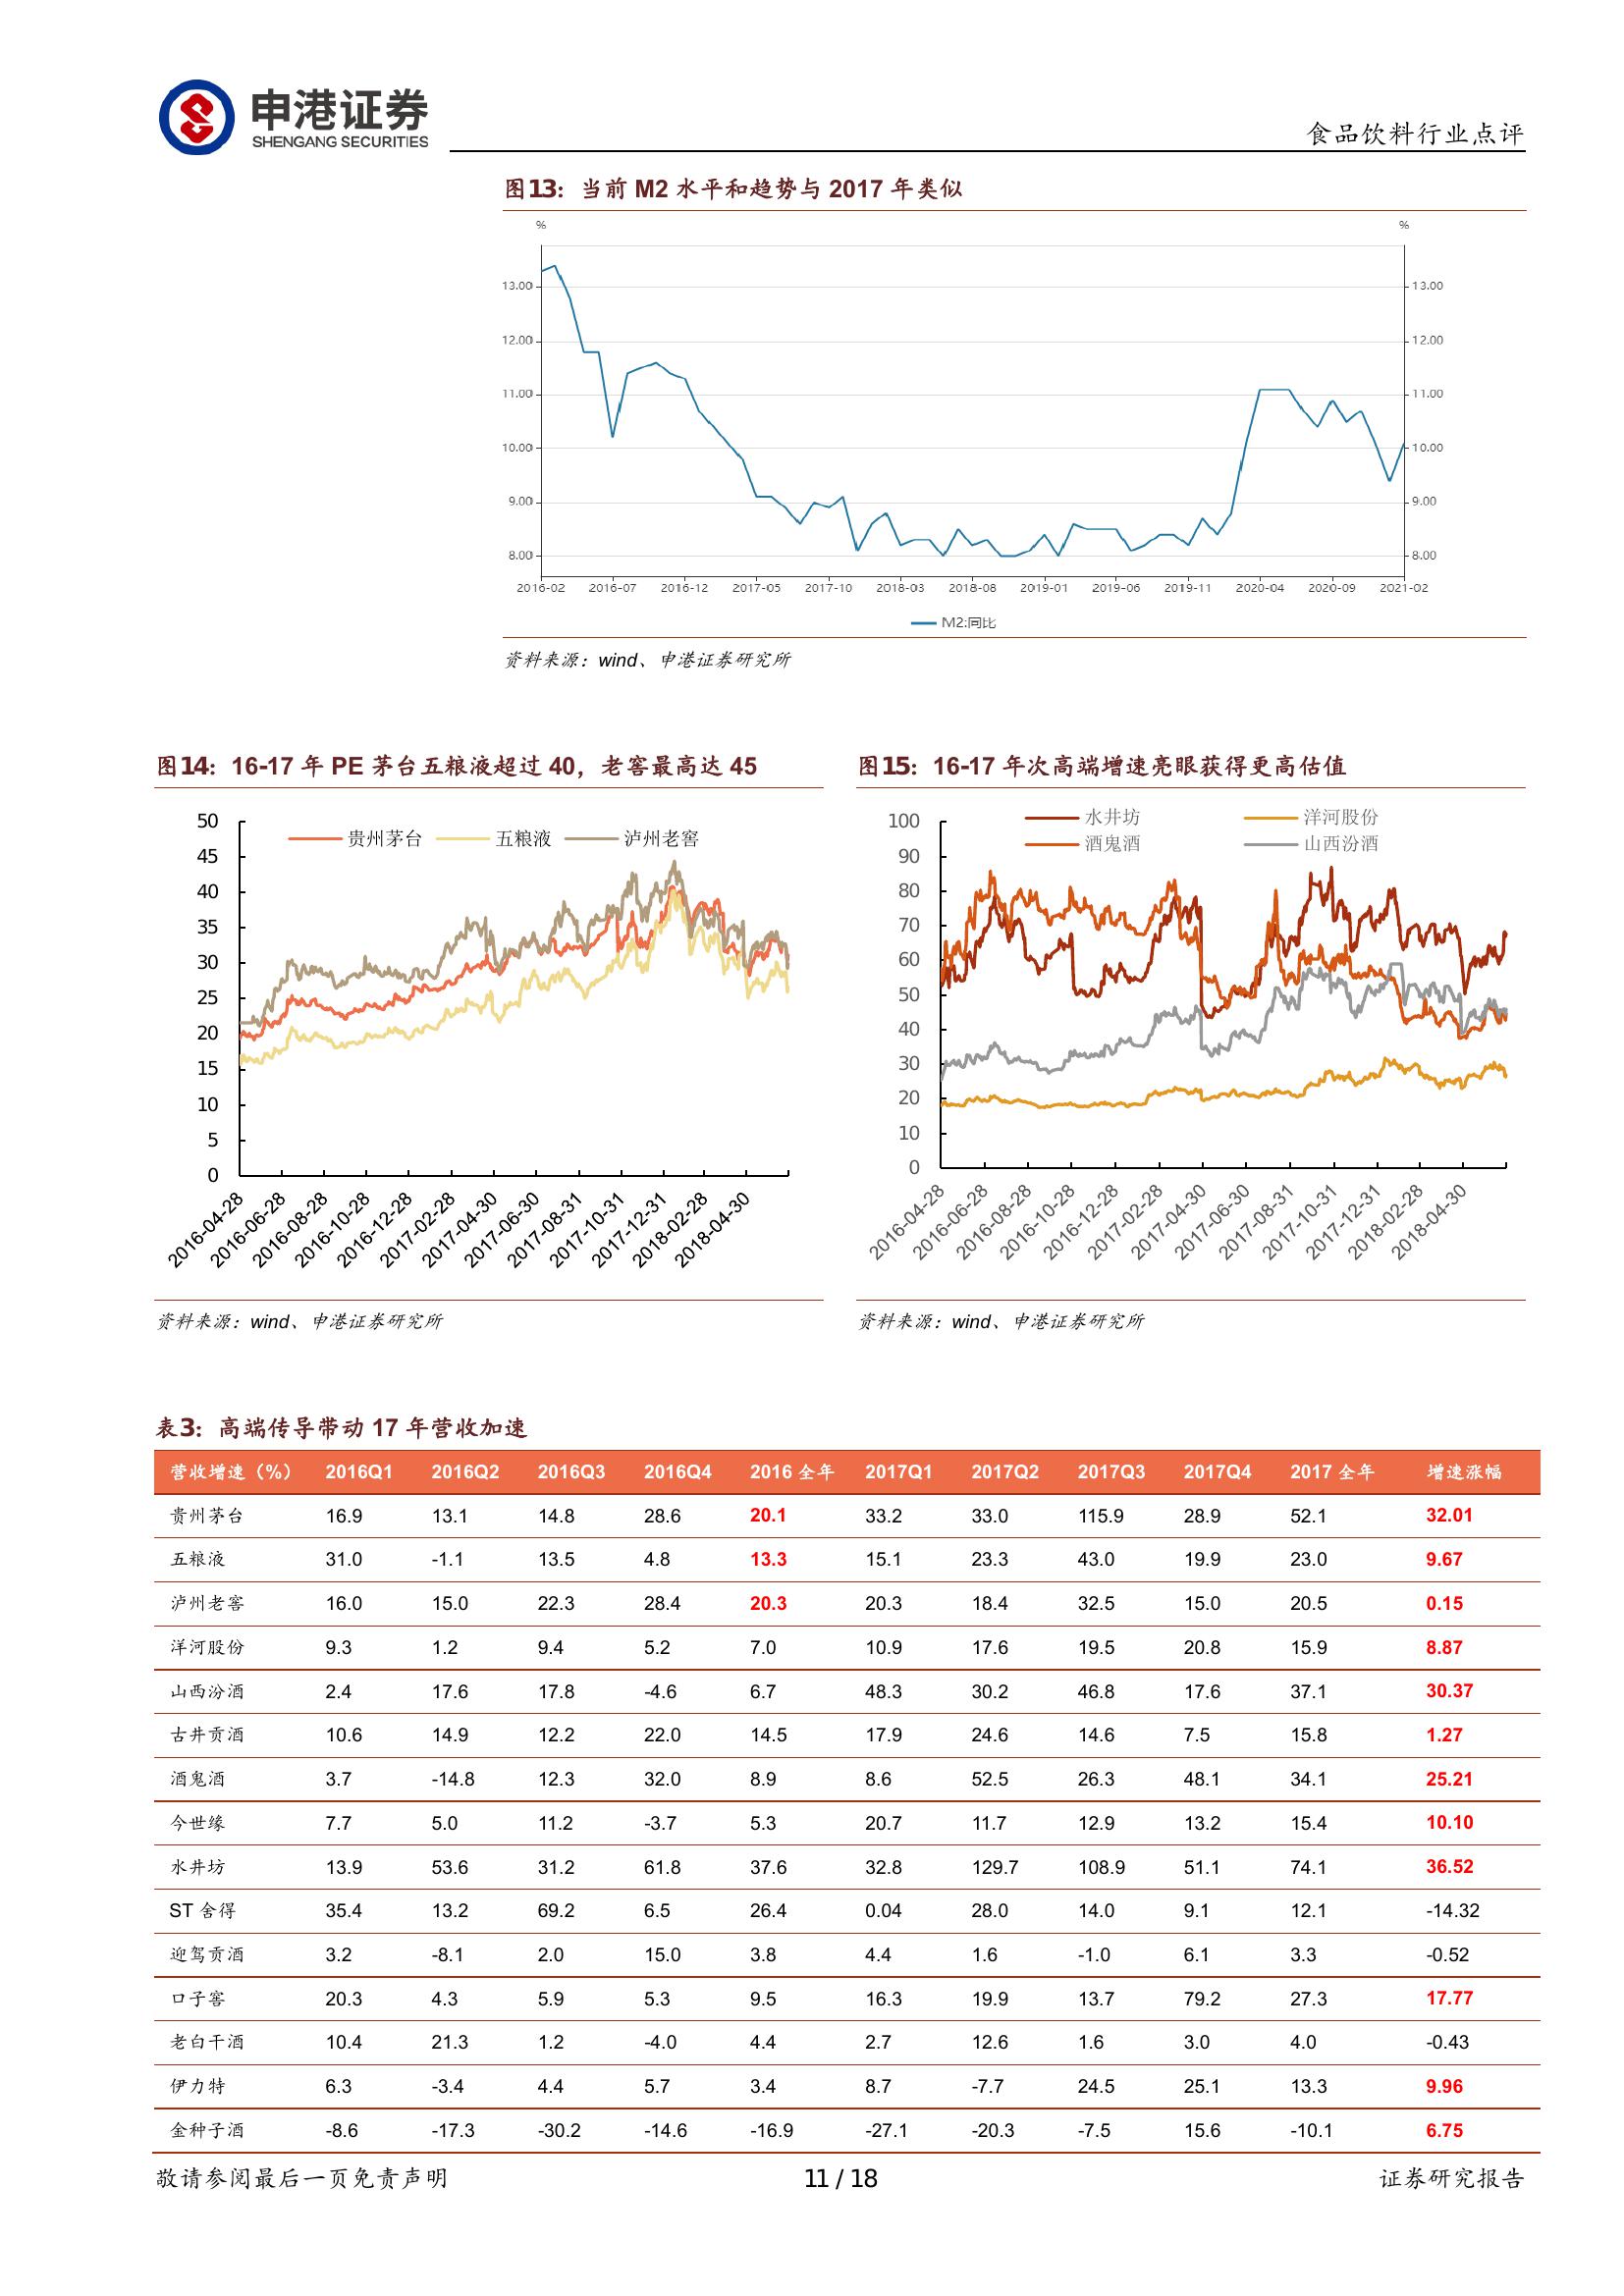 申港证券
SHENGANG SECURITIES
食品饮料行业点评
图13：当前 M2 水平和趋势与 2017 年类似
% %
13.00 13.00
12.00 12.00
11.00 11.00
10.00 10.00
9.00 9.00
8.00 8.00
2016-02 2016-07 2016-12 2017-05 2017-10 2018-03 2018-08 2019-01 2019-06 2019-11 2020-04 2020-09 2021-02
M2:同比
资料来源：wind、申港证券研究所
图14：16-17 年 PE 茅台五粮液超过 40，老窖最高达 45
贵州茅台 五粮液 泸州老窖
50
45
40
35
30
25
20
15
10
5
0
2016-04-28 2016-06-28 2016-08-28 2016-10-28 2016-12-28 2017-02-28 2017-04-30 2017-06-30 2017-08-31 2017-10-31 2017-12-31 2018-02-28 2018-04-30
资料来源：wind、申港证券研究所
图15：16-17 年次高端增速亮眼获得更高估值
水井坊 洋河股份
酒鬼酒 山西汾酒
100
90
80
70
60
50
40
30
20
10
0
2016-04-28 2016-06-28 2016-08-28 2016-10-28 2016-12-28 2017-02-28 2017-04-30 2017-06-30 2017-08-31 2017-10-31 2017-12-31 2018-02-28 2018-04-30
资料来源：wind、申港证券研究所
表3：高端传导带动 17 年营收加速
营收增速（%） 2016Q1 2016Q2 2016Q3 2016Q4 2016 全年 2017Q1 2017Q2 2017Q3 2017Q4 2017 全年 增速涨幅
贵州茅台 16.9 13.1 14.8 28.6 20.1 33.2 33.0 115.9 28.9 52.1 32.01
五粮液 31.0 -1.1 13.5 4.8 13.3 15.1 23.3 43.0 19.9 23.0 9.67
泸州老窖 16.0 15.0 22.3 28.4 20.3 20.3 18.4 32.5 15.0 20.5 0.15
洋河股份 9.3 1.2 9.4 5.2 7.0 10.9 17.6 19.5 20.8 15.9 8.87
山西汾酒 2.4 17.6 17.8 -4.6 6.7 48.3 30.2 46.8 17.6 37.1 30.37
古井贡酒 10.6 14.9 12.2 22.0 14.5 17.9 24.6 14.6 7.5 15.8 1.27
酒鬼酒 3.7 -14.8 12.3 32.0 8.9 8.6 52.5 26.3 48.1 34.1 25.21
今世缘 7.7 5.0 11.2 -3.7 5.3 20.7 11.7 12.9 13.2 15.4 10.10
水井坊 13.9 53.6 31.2 61.8 37.6 32.8 129.7 108.9 51.1 74.1 36.52
ST 舍得 35.4 13.2 69.2 6.5 26.4 0.04 28.0 14.0 9.1 12.1 -14.32
迎驾贡酒 3.2 -8.1 2.0 15.0 3.8 4.4 1.6 -1.0 6.1 3.3 -0.52
口子窖 20.3 4.3 5.9 5.3 9.5 16.3 19.9 13.7 79.2 27.3 17.77
老白干酒 10.4 21.3 1.2 -4.0 4.4 2.7 12.6 1.6 3.0 4.0 -0.43
伊力特 6.3 -3.4 4.4 5.7 3.4 8.7 -7.7 24.5 25.1 13.3 9.96
金种子酒 -8.6 -17.3 -30.2 -14.6 -16.9 -27.1 -20.3 -7.5 15.6 -10.1 6.75
敬请参阅最后一页免责声明 11 / 18 证券研究报告